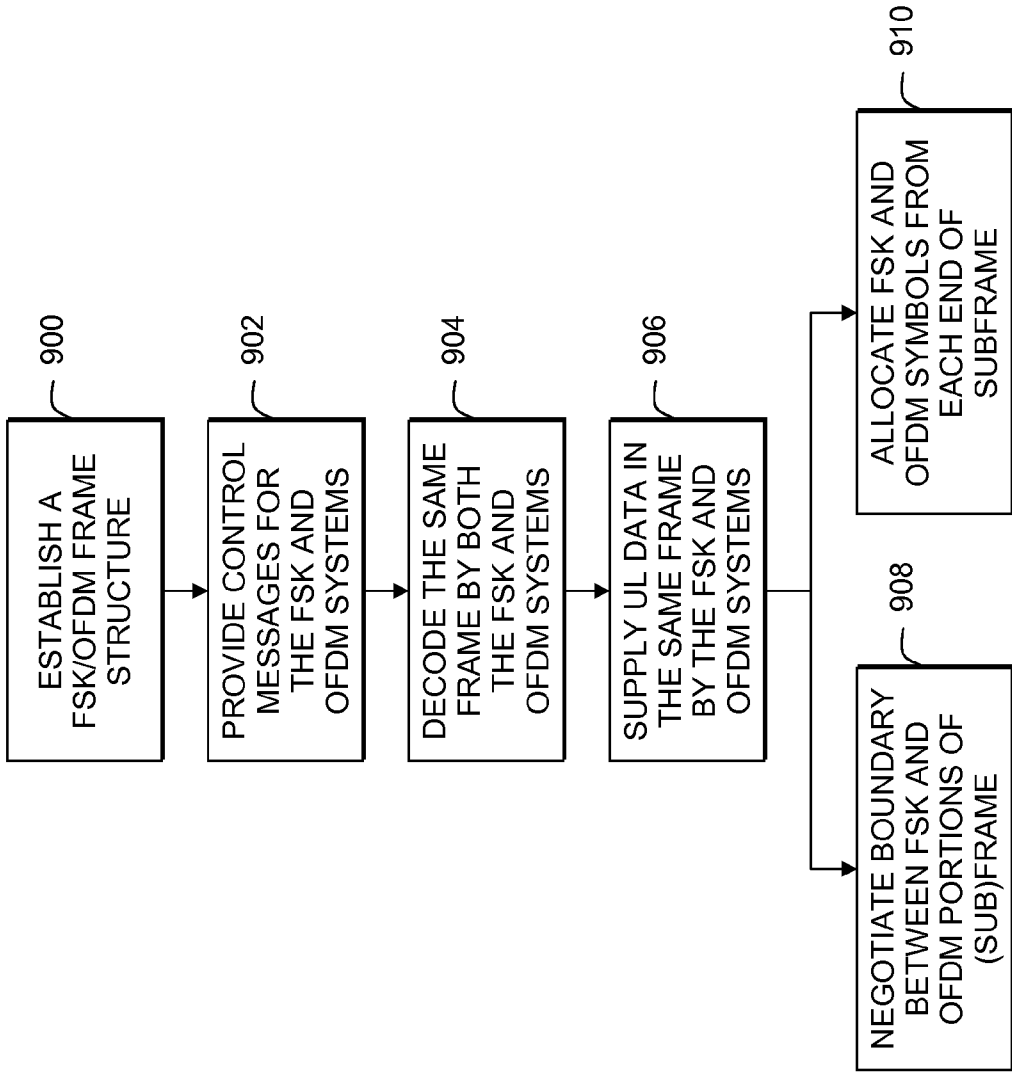 ESTABLISH A
FSK/OFDM FRAME
STRUCTURE
900
PROVIDE CONTROL
MESSAGES FOR
THE FSK AND
OFDM SYSTEMS
902
DECODE THE SAME
FRAME BY BOTH
THE FSK AND
OFDM SYSTEMS
904
SUPPLY UL DATA IN
THE SAME FRAME
BY THE FSK AND
OFDM SYSTEMS
906
NEGOTIATE BOUNDARY
BETWEEN FSK AND
OFDM PORTIONS OF
(SUB)FRAME
908
ALLOCATE FSK AND
OFDM SYMBOLS FROM
EACH END OF
SUBFRAME
910